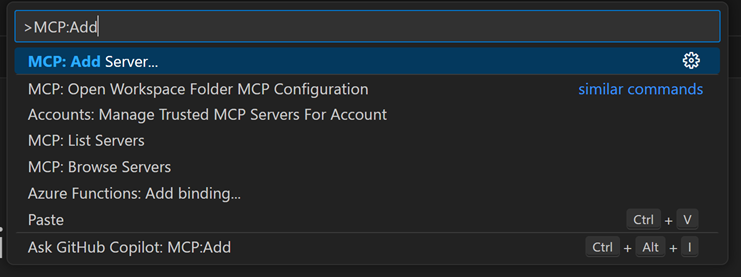 >MCP:Add
MCP: Add Server...
MCP: Open Workspace Folder MCP Configuration similar commands
Accounts: Manage Trusted MCP Servers For Account
MCP: List Servers
MCP: Browse Servers
Azure Functions: Add binding...
Paste Ctrl + V
Ask GitHub Copilot: MCP:Add Ctrl + Alt + I